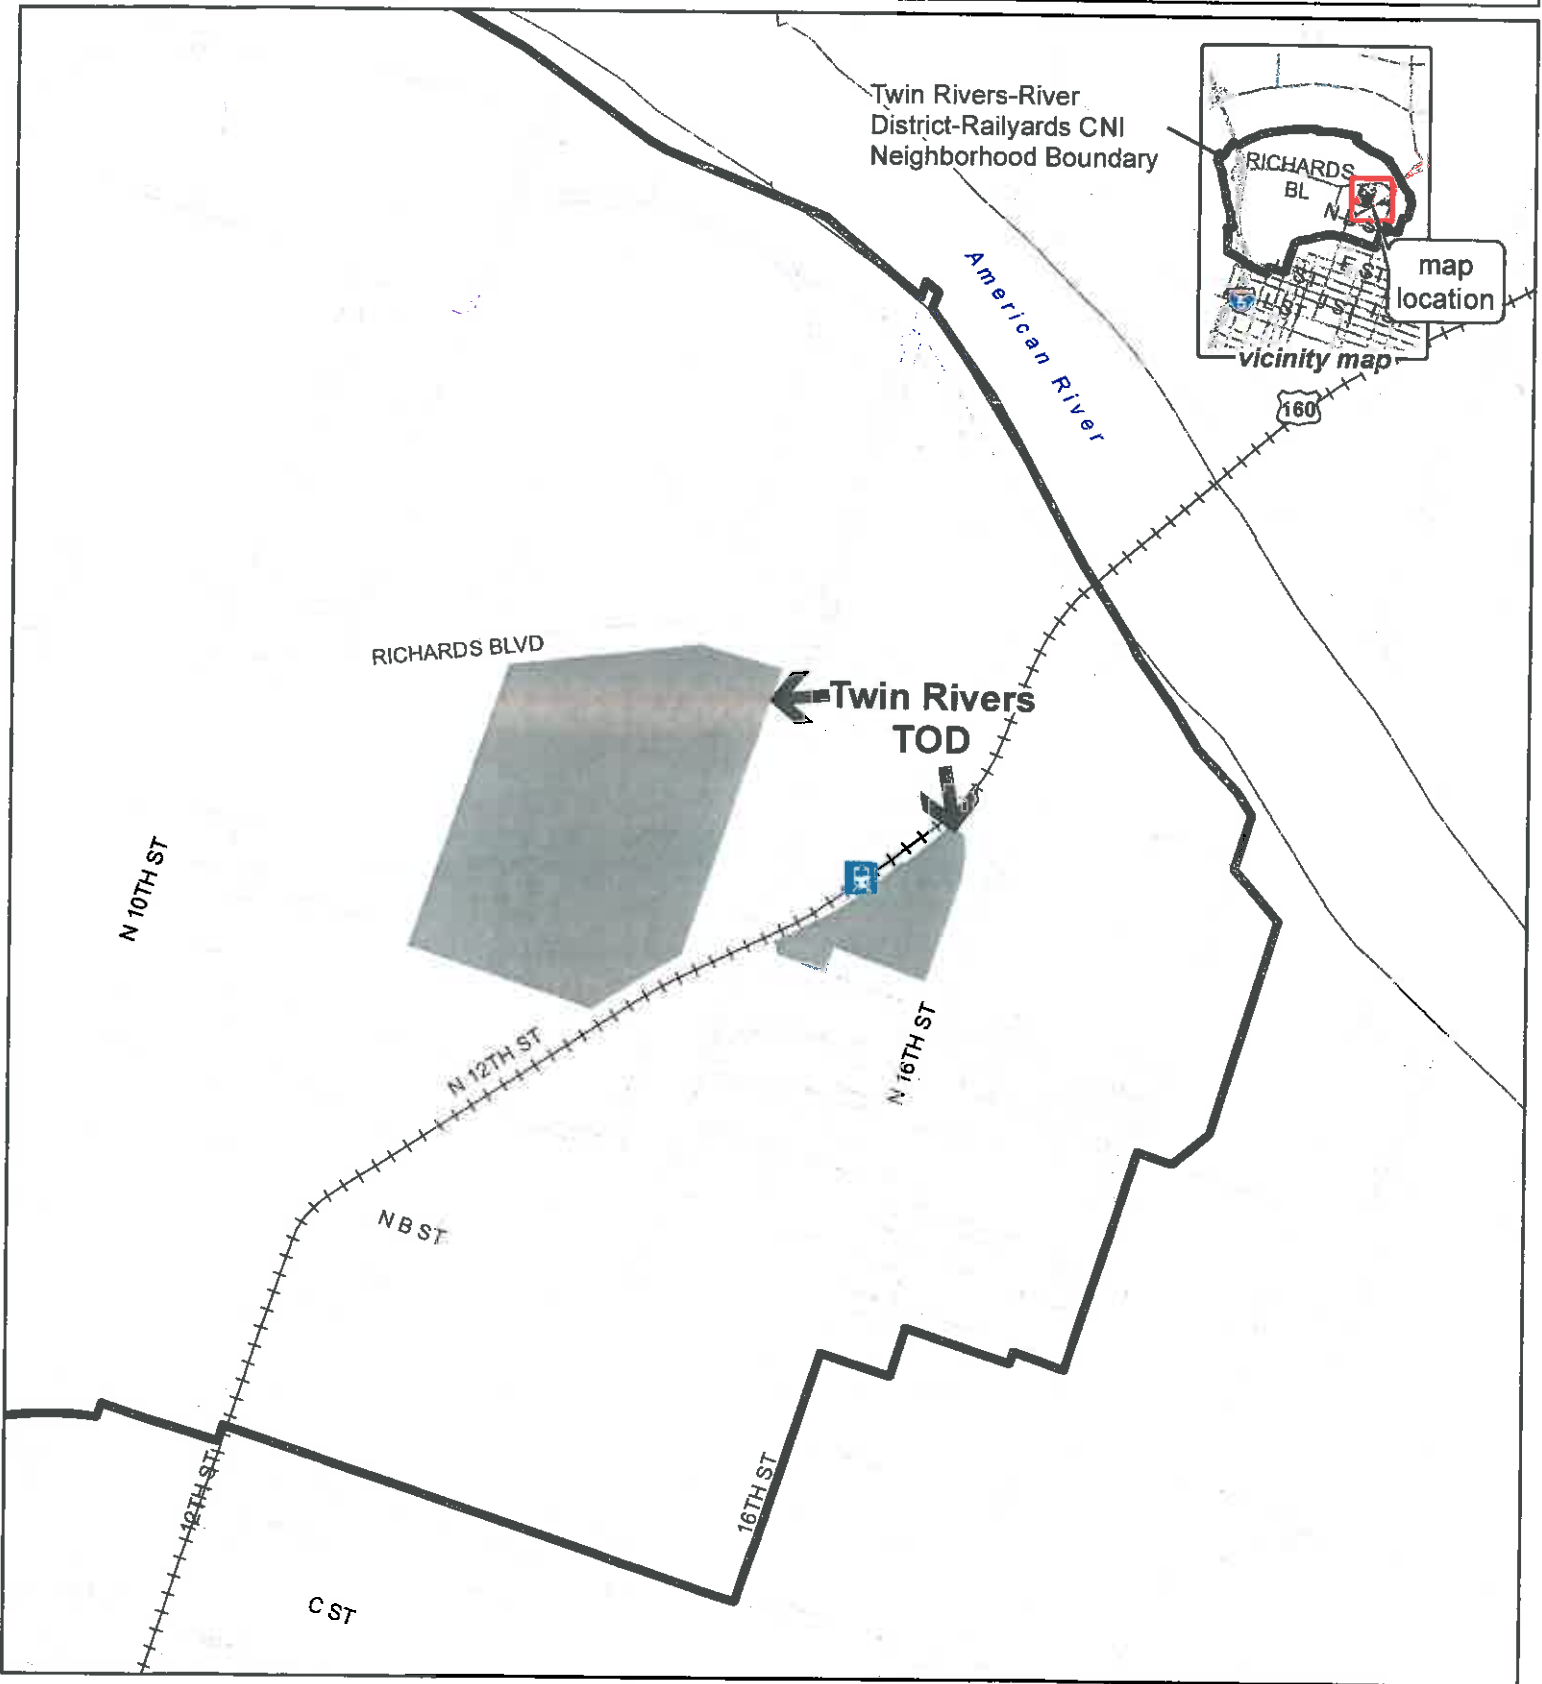 Twin Rivers-River
District-Railyards CNI
Neighborhood Boundary
RICHARDS
BL
map
location
vicinity map
American River
160
RICHARDS BLVD
Twin Rivers
TOD
N 10TH ST
N 12TH ST
N 16TH ST
N B ST
12TH ST
16TH ST
C ST